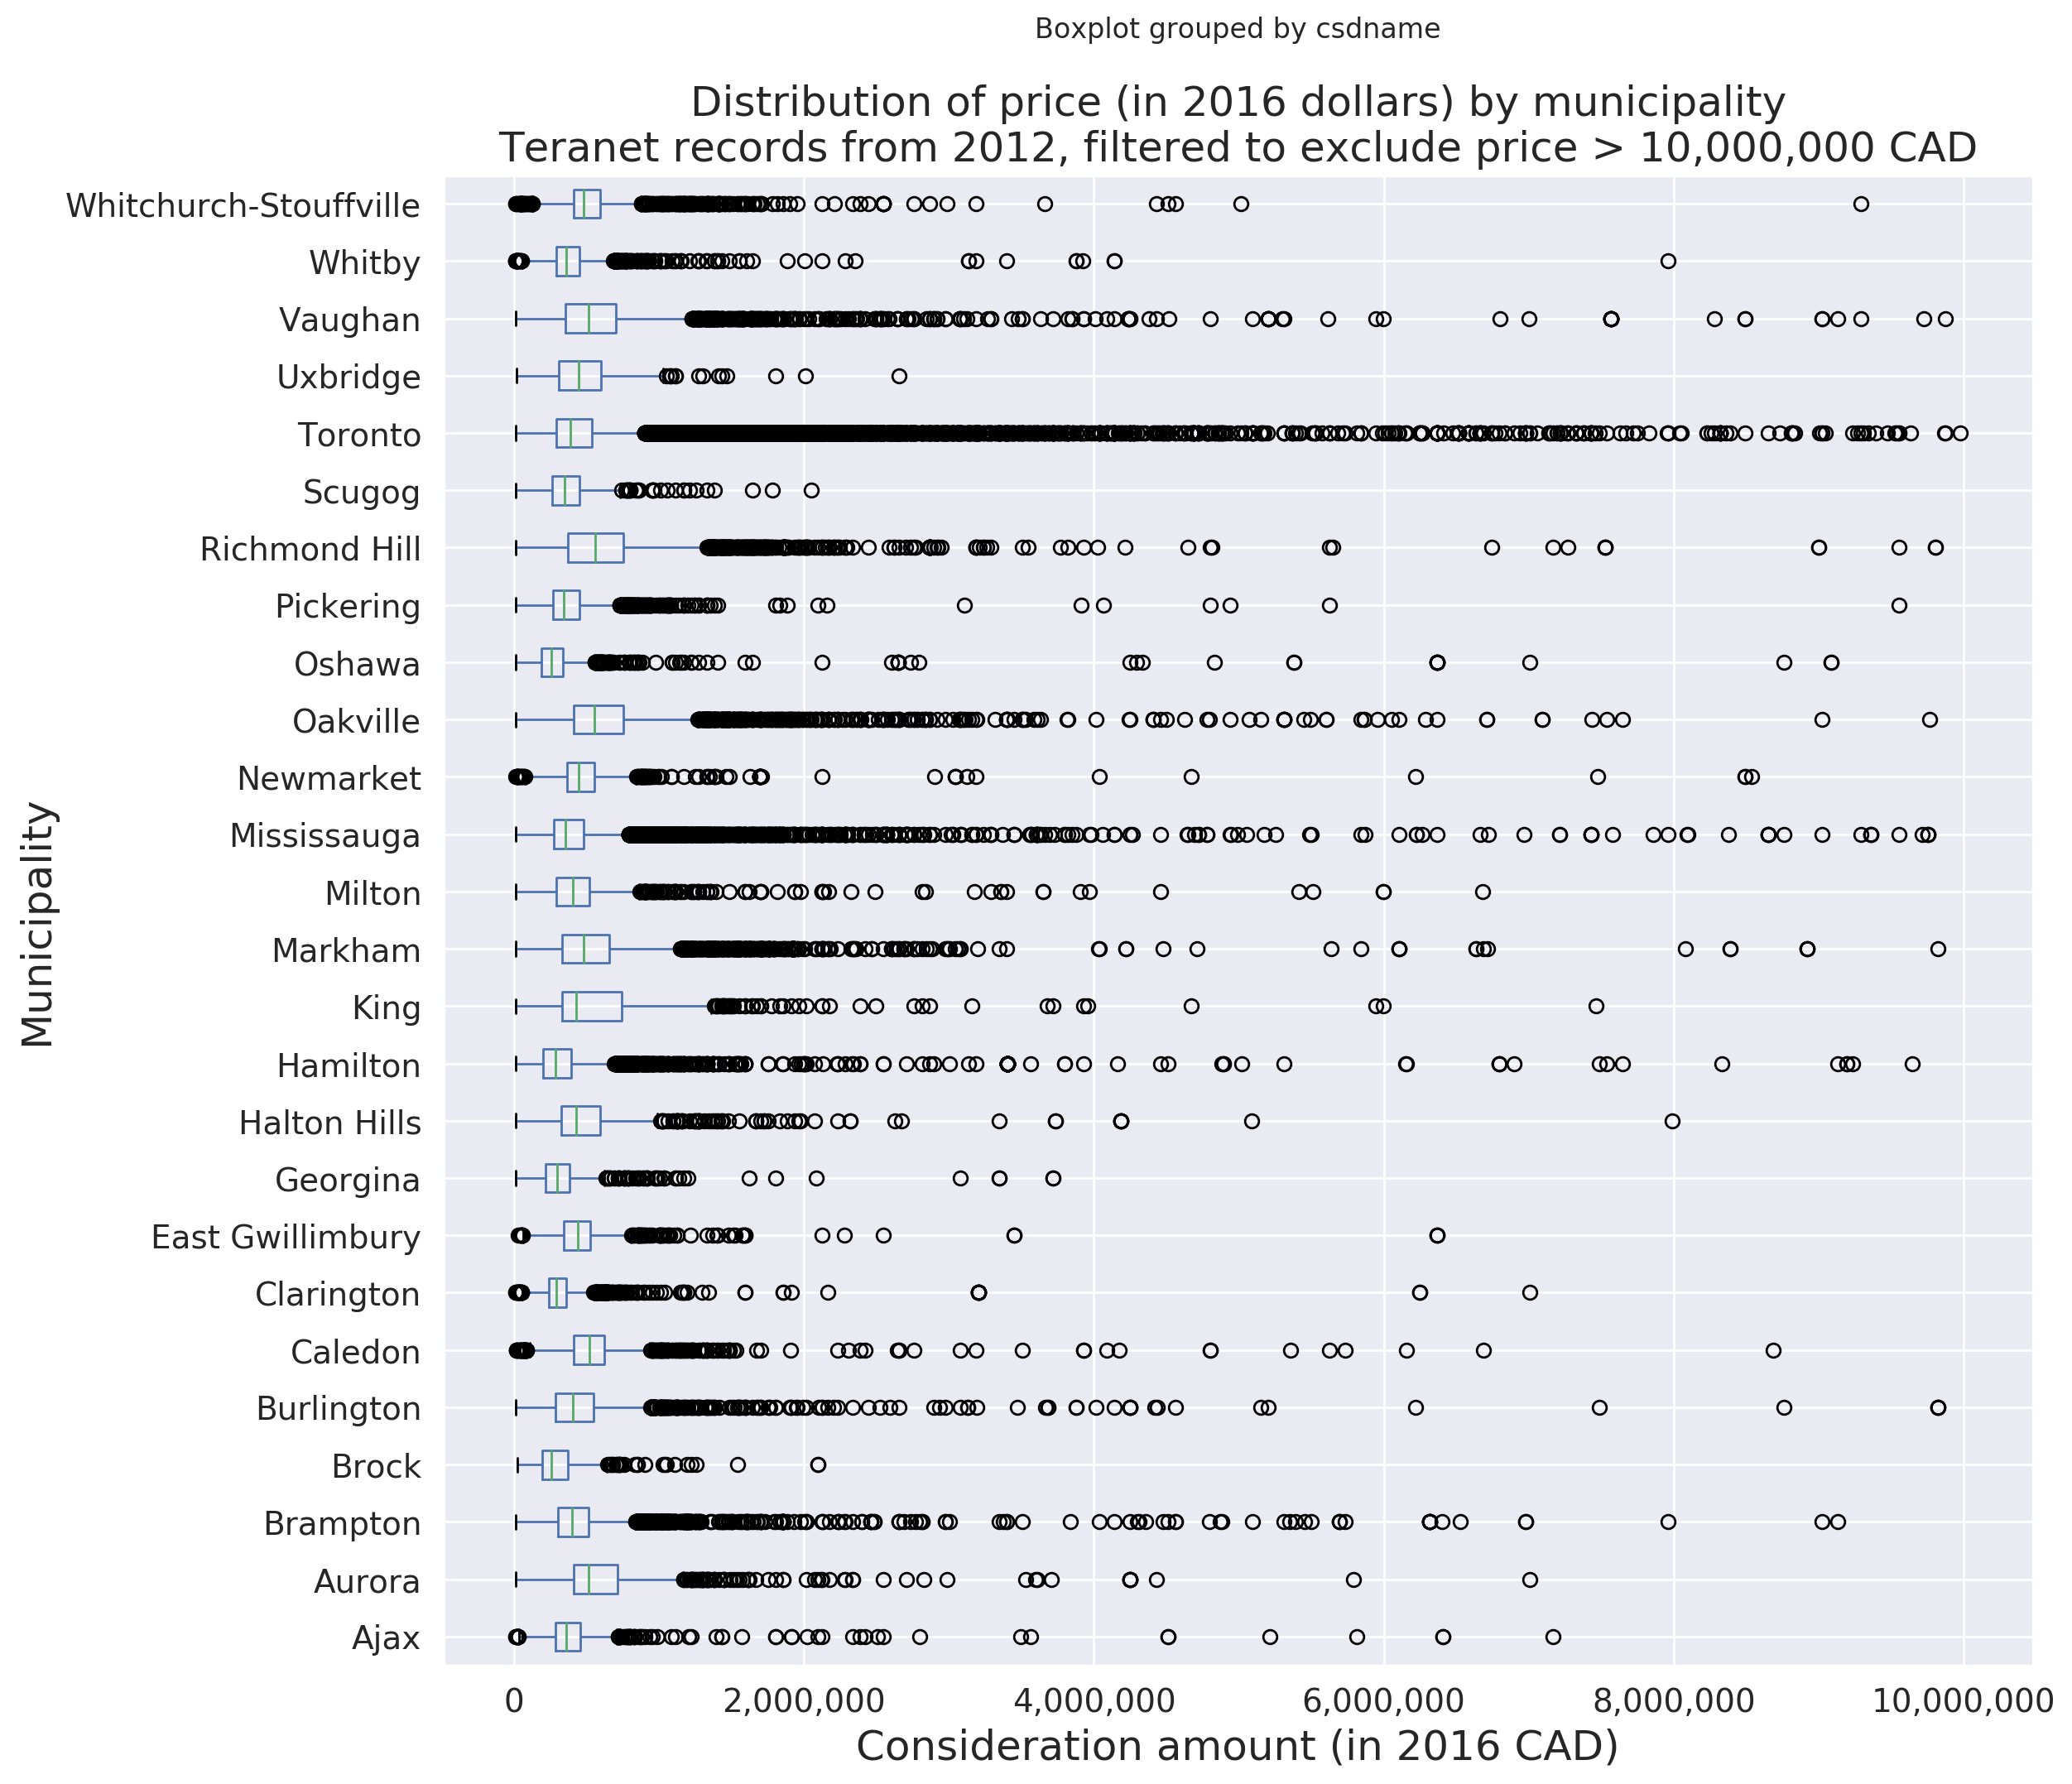 Boxplot grouped by csdname
Distribution of price (in 2016 dollars) by municipality
Teranet records from 2012, filtered to exclude price > 10,000,000 CAD
Whitchurch-Stouffville
Whitby
Vaughan
Uxbridge
Toronto
Scugog
Richmond Hill
Pickering
Oshawa
Oakville
Newmarket
Mississauga
Milton
Markham
King
Hamilton
Halton Hills
Georgina
East Gwillimbury
Clarington
Caledon
Burlington
Brock
Brampton
Aurora
Ajax
Municipality
0 2,000,000 4,000,000 6,000,000 8,000,000 10,000,000
Consideration amount (in 2016 CAD)